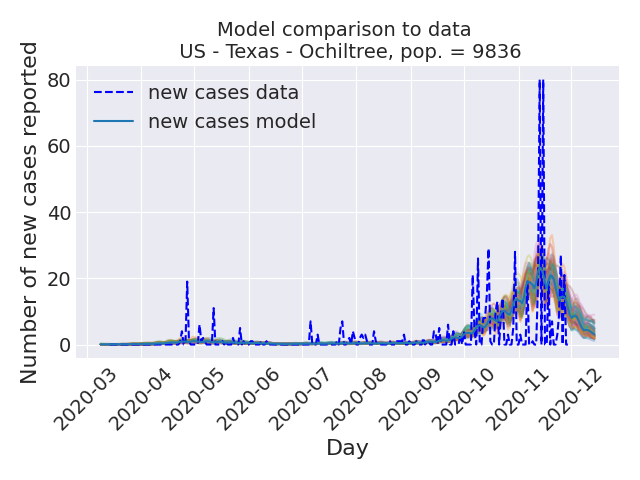 Model comparison to data
US - Texas - Ochiltree, pop. = 9836
Number of new cases reported
80
60
40
20
0
new cases data
new cases model
2020-03
2020-04
2020-05
2020-06
2020-07
2020-08
2020-09
2020-10
2020-11
2020-12
Day